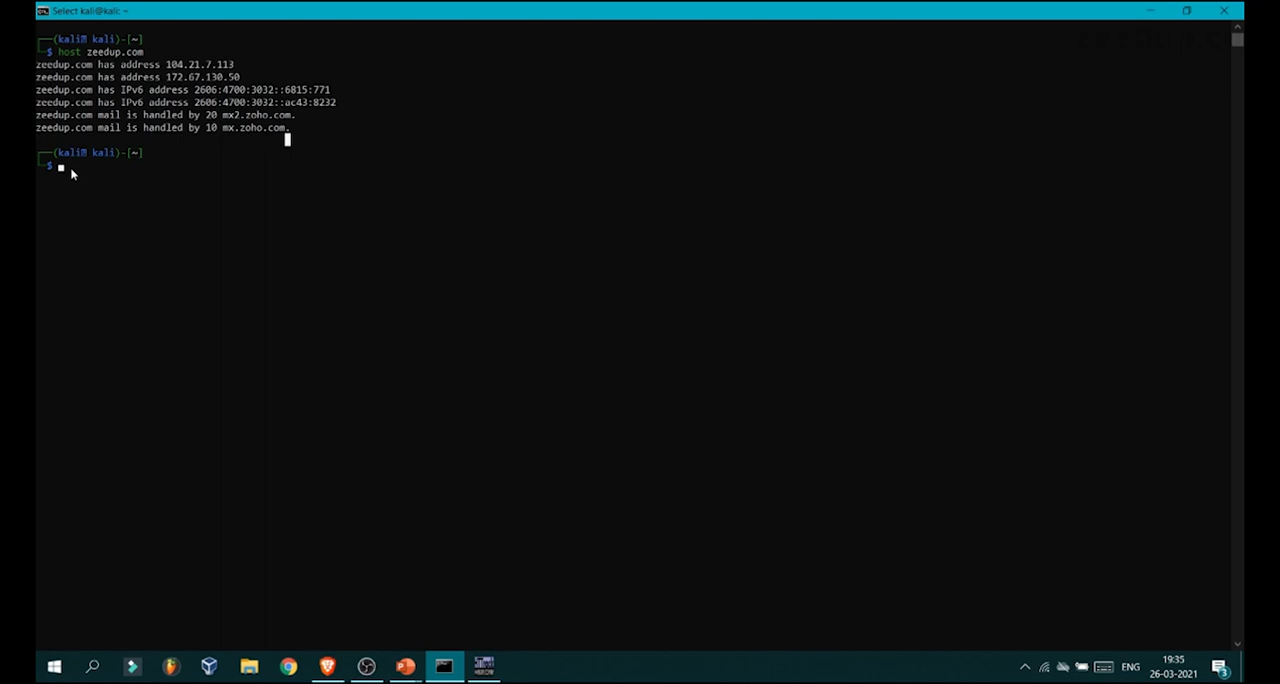 Select kali@kali: ~
(kali kali)-[~]
$ host zeedup.com
zeedup.com has address 104.21.7.113
zeedup.com has address 172.67.130.50
zeedup.com has IPv6 address 2606:4700:3032::6815:771
zeedup.com has IPv6 address 2606:4700:3032::ac43:8232
zeedup.com mail is handled by 20 mx2.zoho.com.
zeedup.com mail is handled by 10 mx.zoho.com.
(kali kali)-[~]
$
ENG
19:35
26-03-2021
3